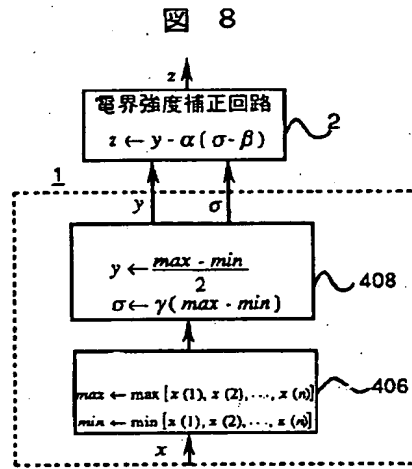 図 8
z
電界強度補正回路
z ← y - α ( σ - β )
2
1
y σ
y ← max - min / 2
σ ← γ ( max - min )
408
max ← max [ x (1), x (2), ..., x (n)]
min ← min [ x (1), x (2), ..., x (n)]
406
x